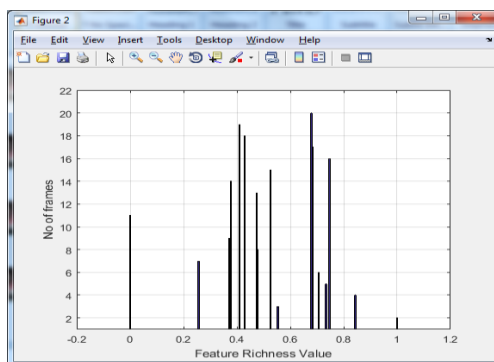 Figure 2
File Edit View Insert Tools Desktop Window Help
22
20
18
16
14
12
10
8
6
4
2
No of frames
-0.2 0 0.2 0.4 0.6 0.8 1 1.2
Feature Richness Value